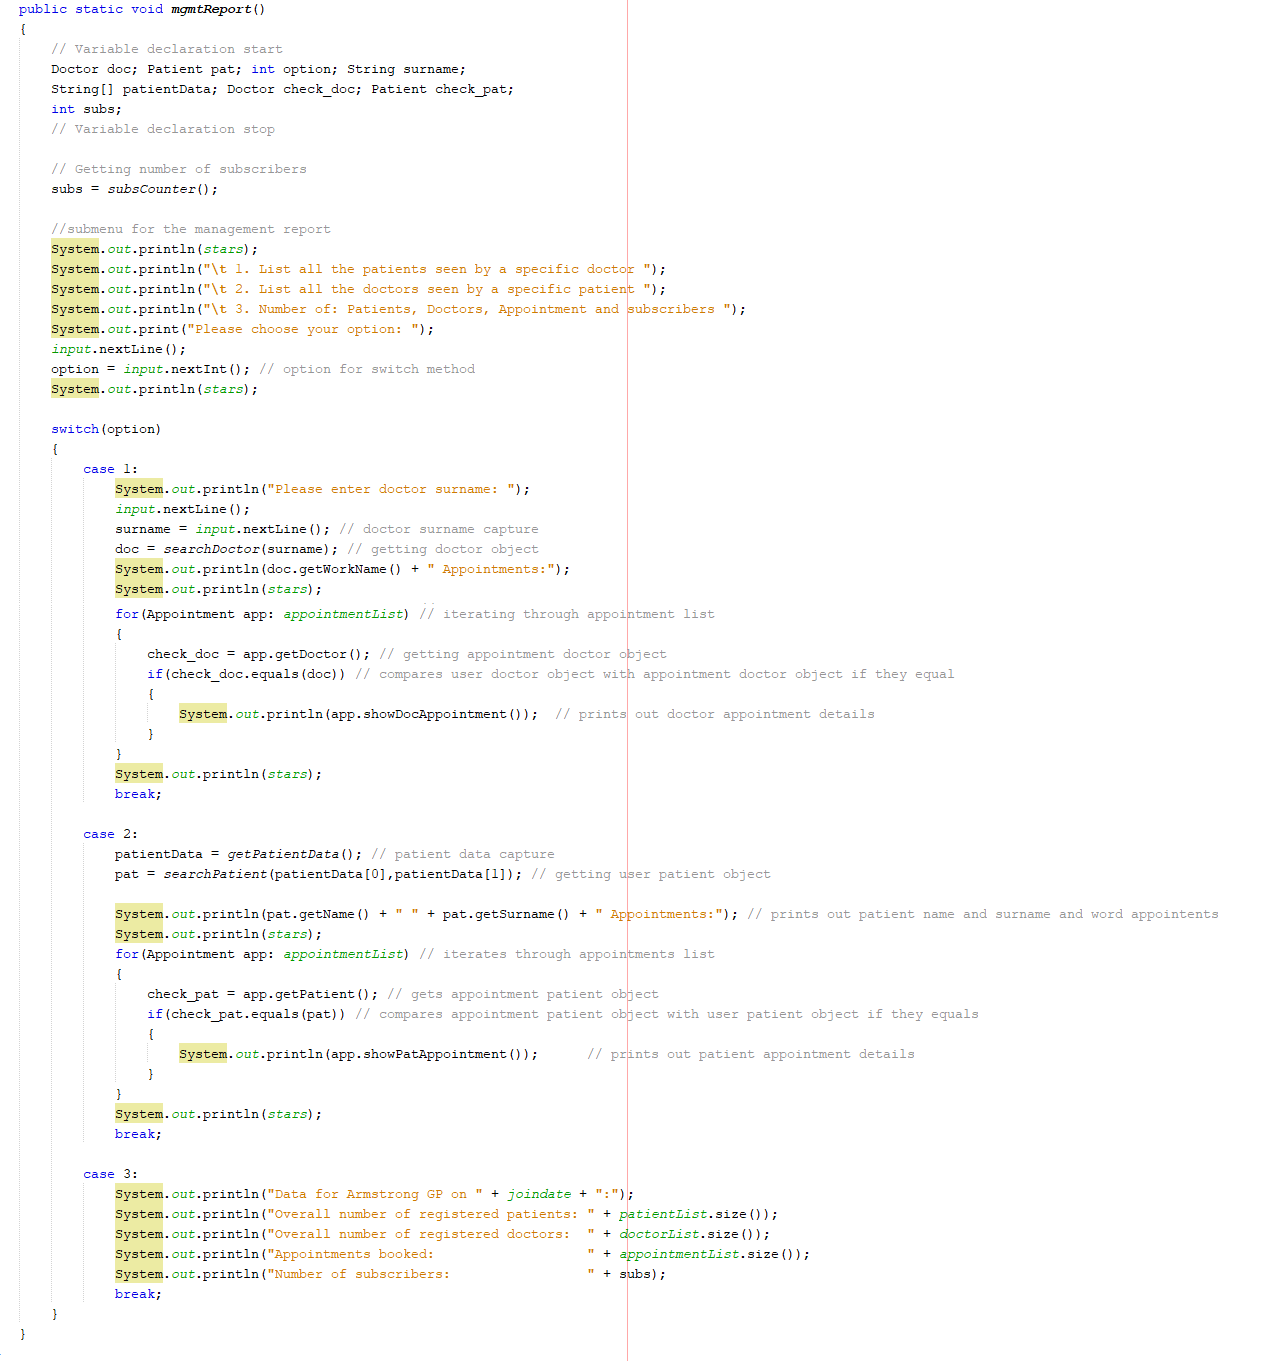 public static void mgmtReport()
{
    // Variable declaration start
    Doctor doc; Patient pat; int option; String surname;
    String[] patientData; Doctor check_doc; Patient check_pat;
    int subs;
    // Variable declaration stop

    // Getting number of subscribers
    subs = subsCounter();

    //submenu for the management report
    System.out.println(stars);
    System.out.println("\t 1. List all the patients seen by a specific doctor ");
    System.out.println("\t 2. List all the doctors seen by a specific patient ");
    System.out.println("\t 3. Number of: Patients, Doctors, Appointment and subscribers ");
    System.out.print("Please choose your option: ");
    input.nextLine();
    option = input.nextInt(); // option for switch method
    System.out.println(stars);

    switch(option)
    {
        case 1:
            System.out.println("Please enter doctor surname: ");
            input.nextLine();
            surname = input.nextLine(); // doctor surname capture
            doc = searchDoctor(surname); // getting doctor object
            System.out.println(doc.getWorkName() + " Appointments:");
            System.out.println(stars);
            for(Appointment app: appointmentList) // iterating through appointment list
            {
                check_doc = app.getDoctor(); // getting appointment doctor object
                if(check_doc.equals(doc)) // compares user doctor object with appointment doctor object if they equal
                {
                    System.out.println(app.showDocAppointment());  // prints out doctor appointment details
                }
            }
            System.out.println(stars);
            break;

        case 2:
            patientData = getPatientData(); // patient data capture
            pat = searchPatient(patientData[0],patientData[1]); // getting user patient object

            System.out.println(pat.getName() + " " + pat.getSurname() + " Appointments:"); // prints out patient name and surname and word appointents
            System.out.println(stars);
            for(Appointment app: appointmentList) // iterates through appointments list
            {
                check_pat = app.getPatient(); // gets appointment patient object
                if(check_pat.equals(pat)) // compares appointment patient object with user patient object if they equals
                {
                    System.out.println(app.showPatAppointment());      // prints out patient appointment details
                }
            }
            System.out.println(stars);
            break;

        case 3:
            System.out.println("Data for Armstrong GP on " + joindate + ":");
            System.out.println("Overall number of registered patients: " + patientList.size());
            System.out.println("Overall number of registered doctors:  " + doctorList.size());
            System.out.println("Appointments booked:                   " + appointmentList.size());
            System.out.println("Number of subscribers:                 " + subs);
            break;
    }
}